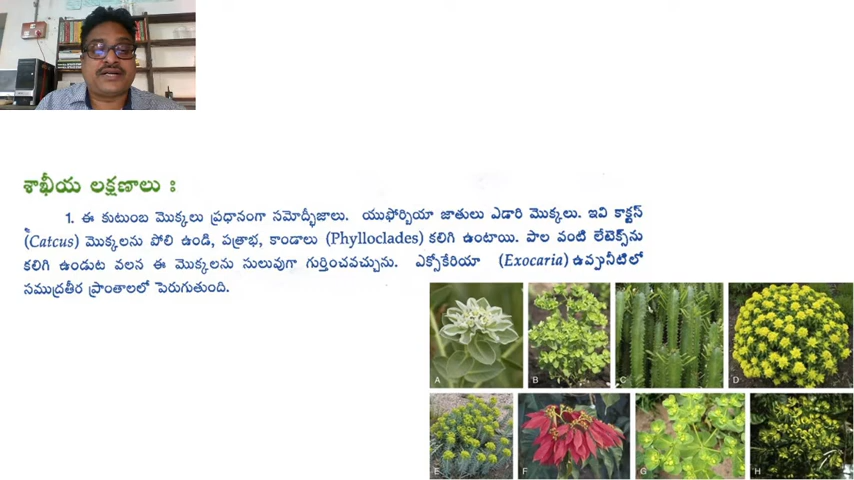 శాఖీయ లక్షణాలు :
1. ఈ కుటుంబ మొక్కలు ప్రధానంగా సమోద్భిజాలు. యుఫోర్బియా జాతులు ఎడారి మొక్కలు. ఇవి కాక్టస్
(Catcus) మొక్కలను పోలి ఉండి, పత్రాభ, కాండాలు (Phylloclades) కలిగి ఉంటాయి. పాల వంటి లేటెక్స్‌ను
కలిగి ఉండుట వలన ఈ మొక్కలను సులువుగా గుర్తించవచ్చును. ఎక్సోకేరియా (Exocaria) ఉప్పునీటిలో
సముద్రతీర ప్రాంతాలలో పెరుగుతుంది.
A B C D
E F G H